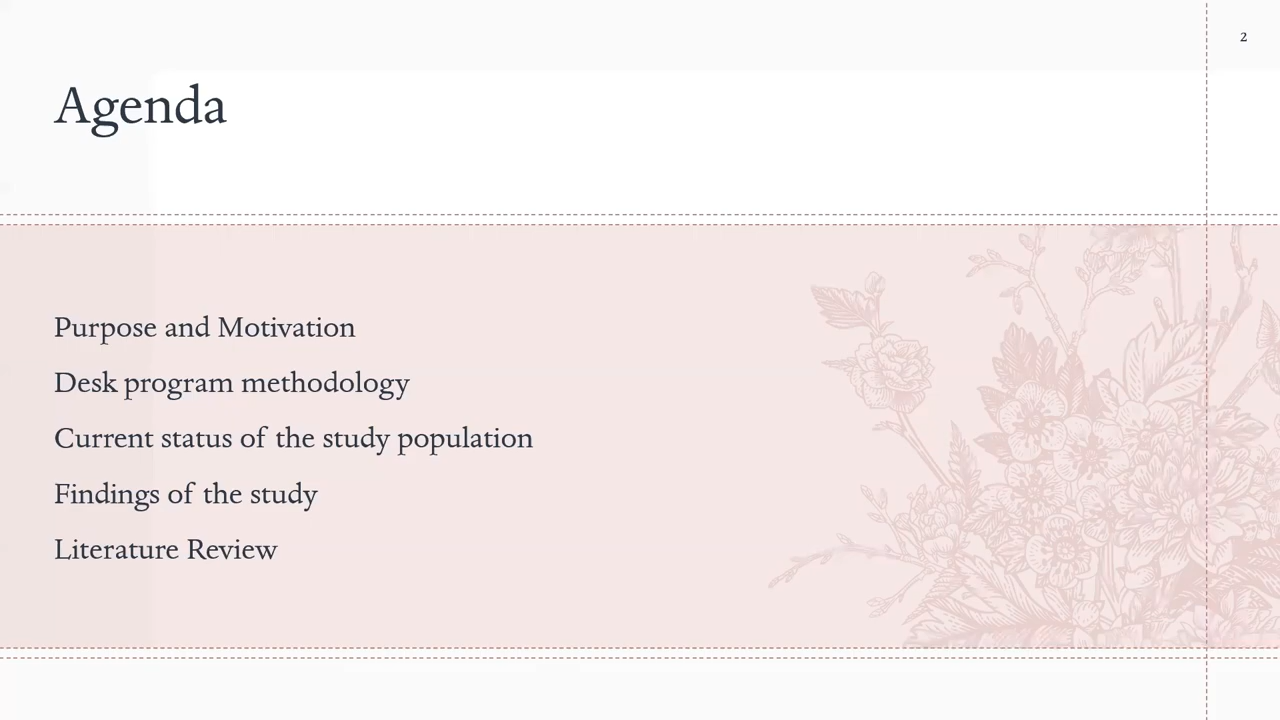 2
Agenda
Purpose and Motivation
Desk program methodology
Current status of the study population
Findings of the study
Literature Review